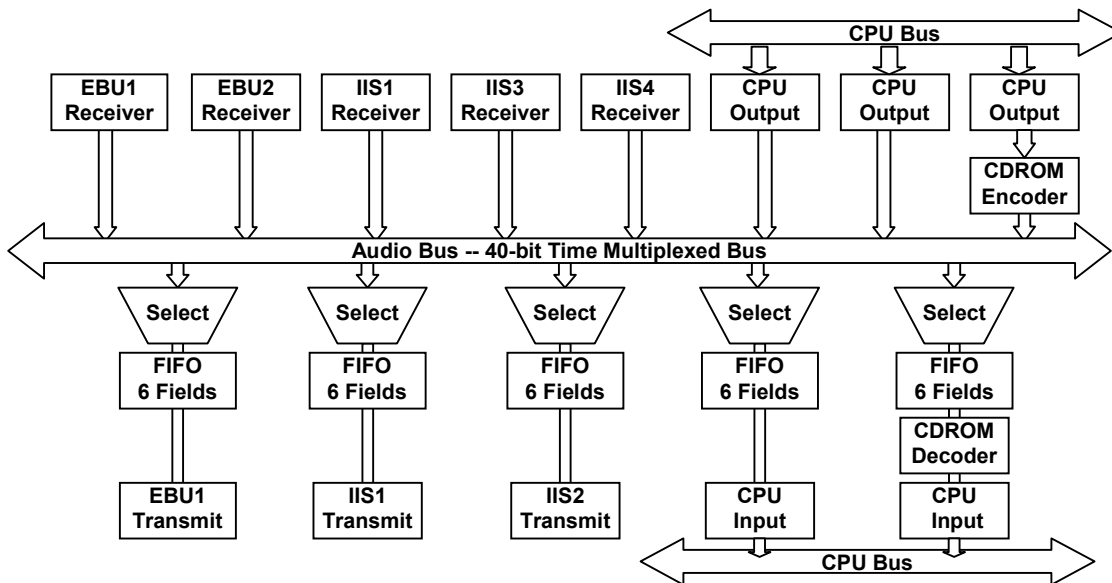 CPU Bus
EBU1
Receiver
EBU2
Receiver
IIS1
Receiver
IIS3
Receiver
IIS4
Receiver
CPU
Output
CPU
Output
CPU
Output
CDROM
Encoder
Audio Bus -- 40-bit Time Multiplexed Bus
Select
Select
Select
Select
Select
FIFO
6 Fields
FIFO
6 Fields
FIFO
6 Fields
FIFO
6 Fields
FIFO
6 Fields
CDROM
Decoder
EBU1
Transmit
IIS1
Transmit
IIS2
Transmit
CPU
Input
CPU
Input
CPU Bus